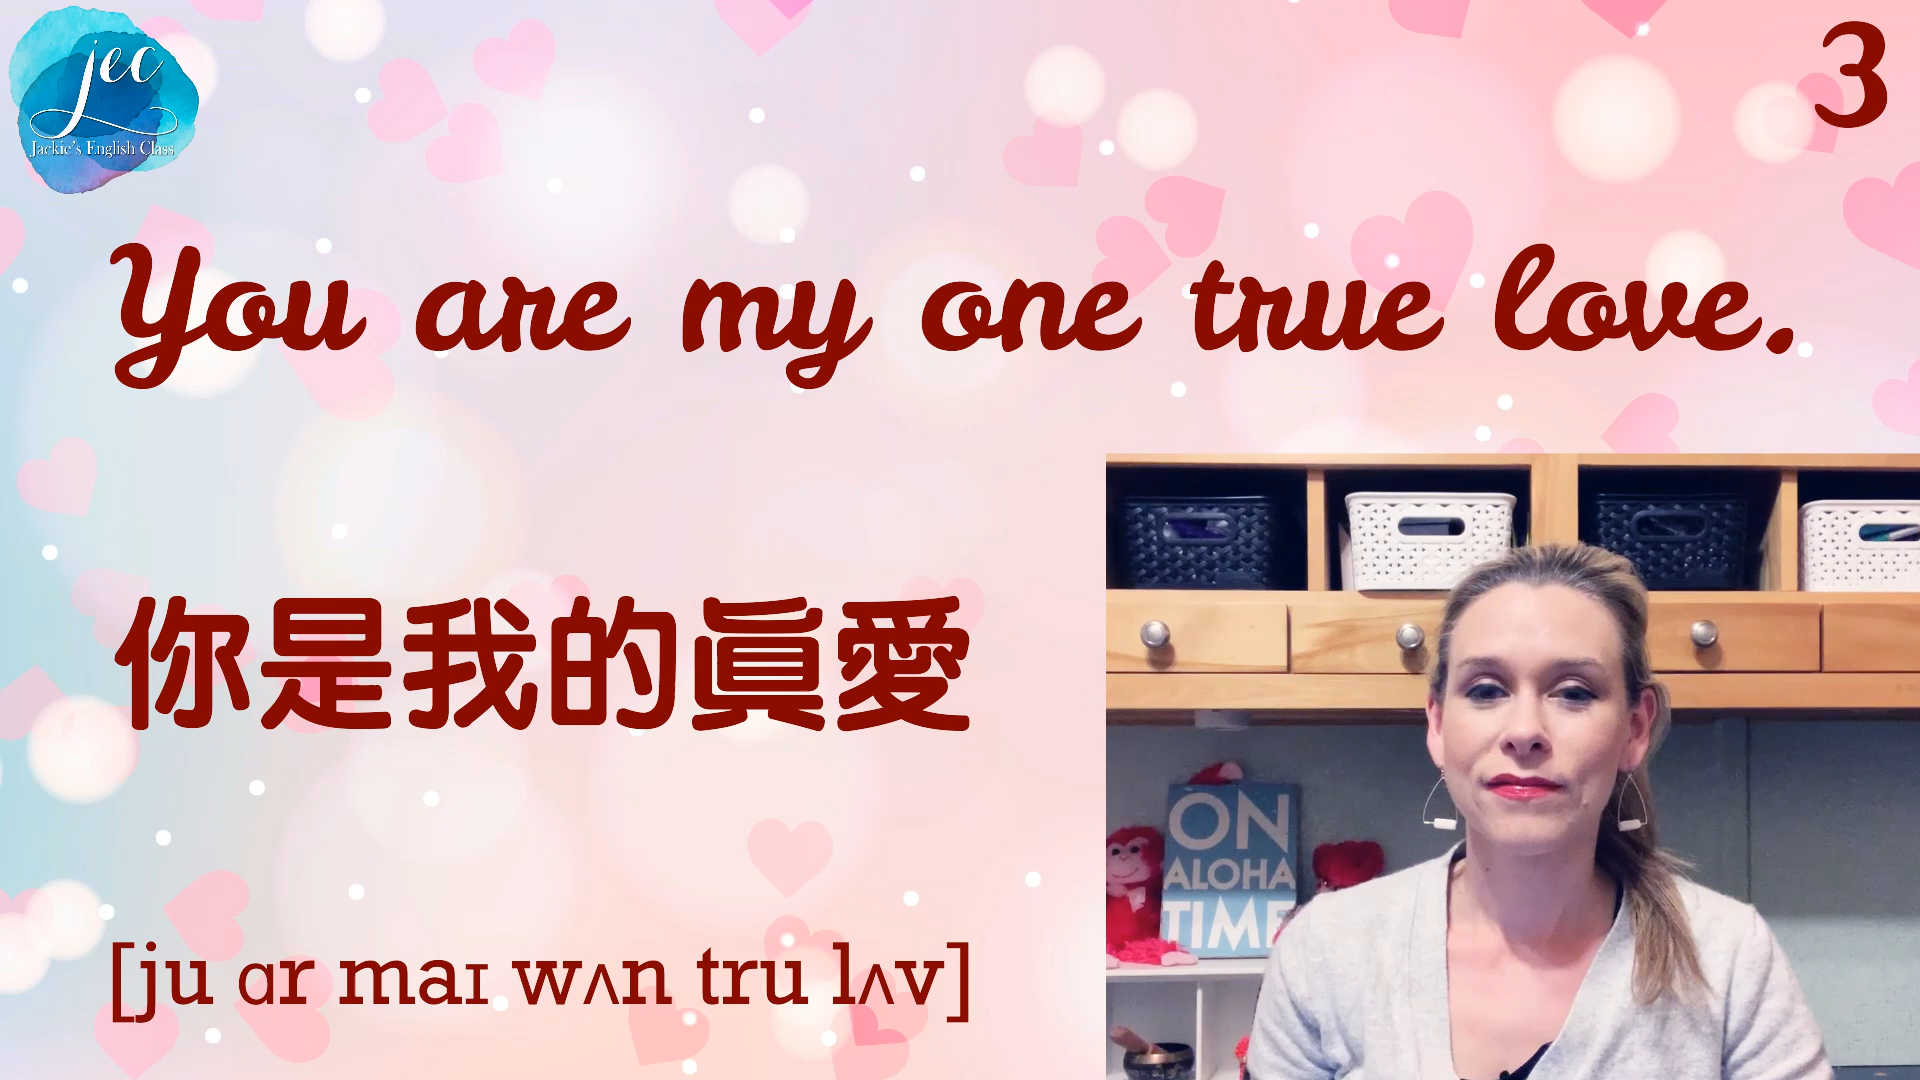 jec
Jackie's English Class
3
You are my one true love.
你是我的眞愛
[ju ɑr maɪ wʌn tru lʌv]
ON
ALOHA
TIME